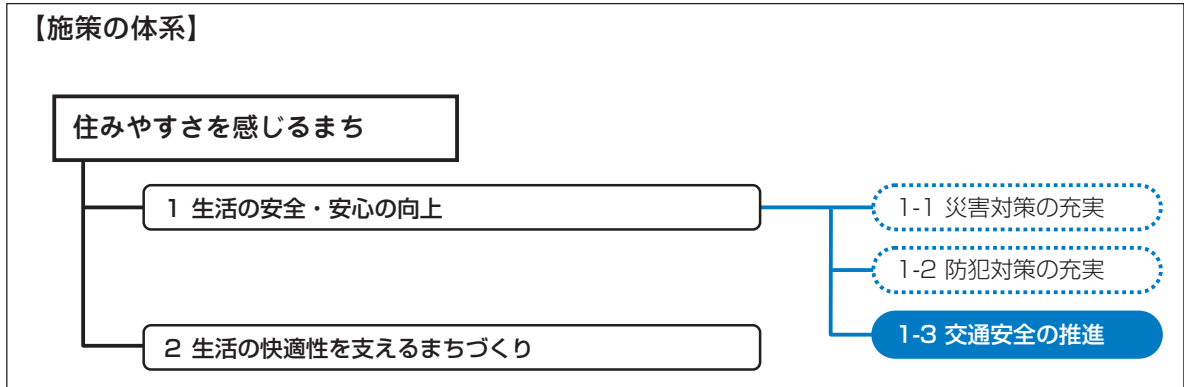 【施策の体系】
住みやすさを感じるまち
1 生活の安全・安心の向上
1-1 災害対策の充実
1-2 防犯対策の充実
1-3 交通安全の推進
2 生活の快適性を支えるまちづくり